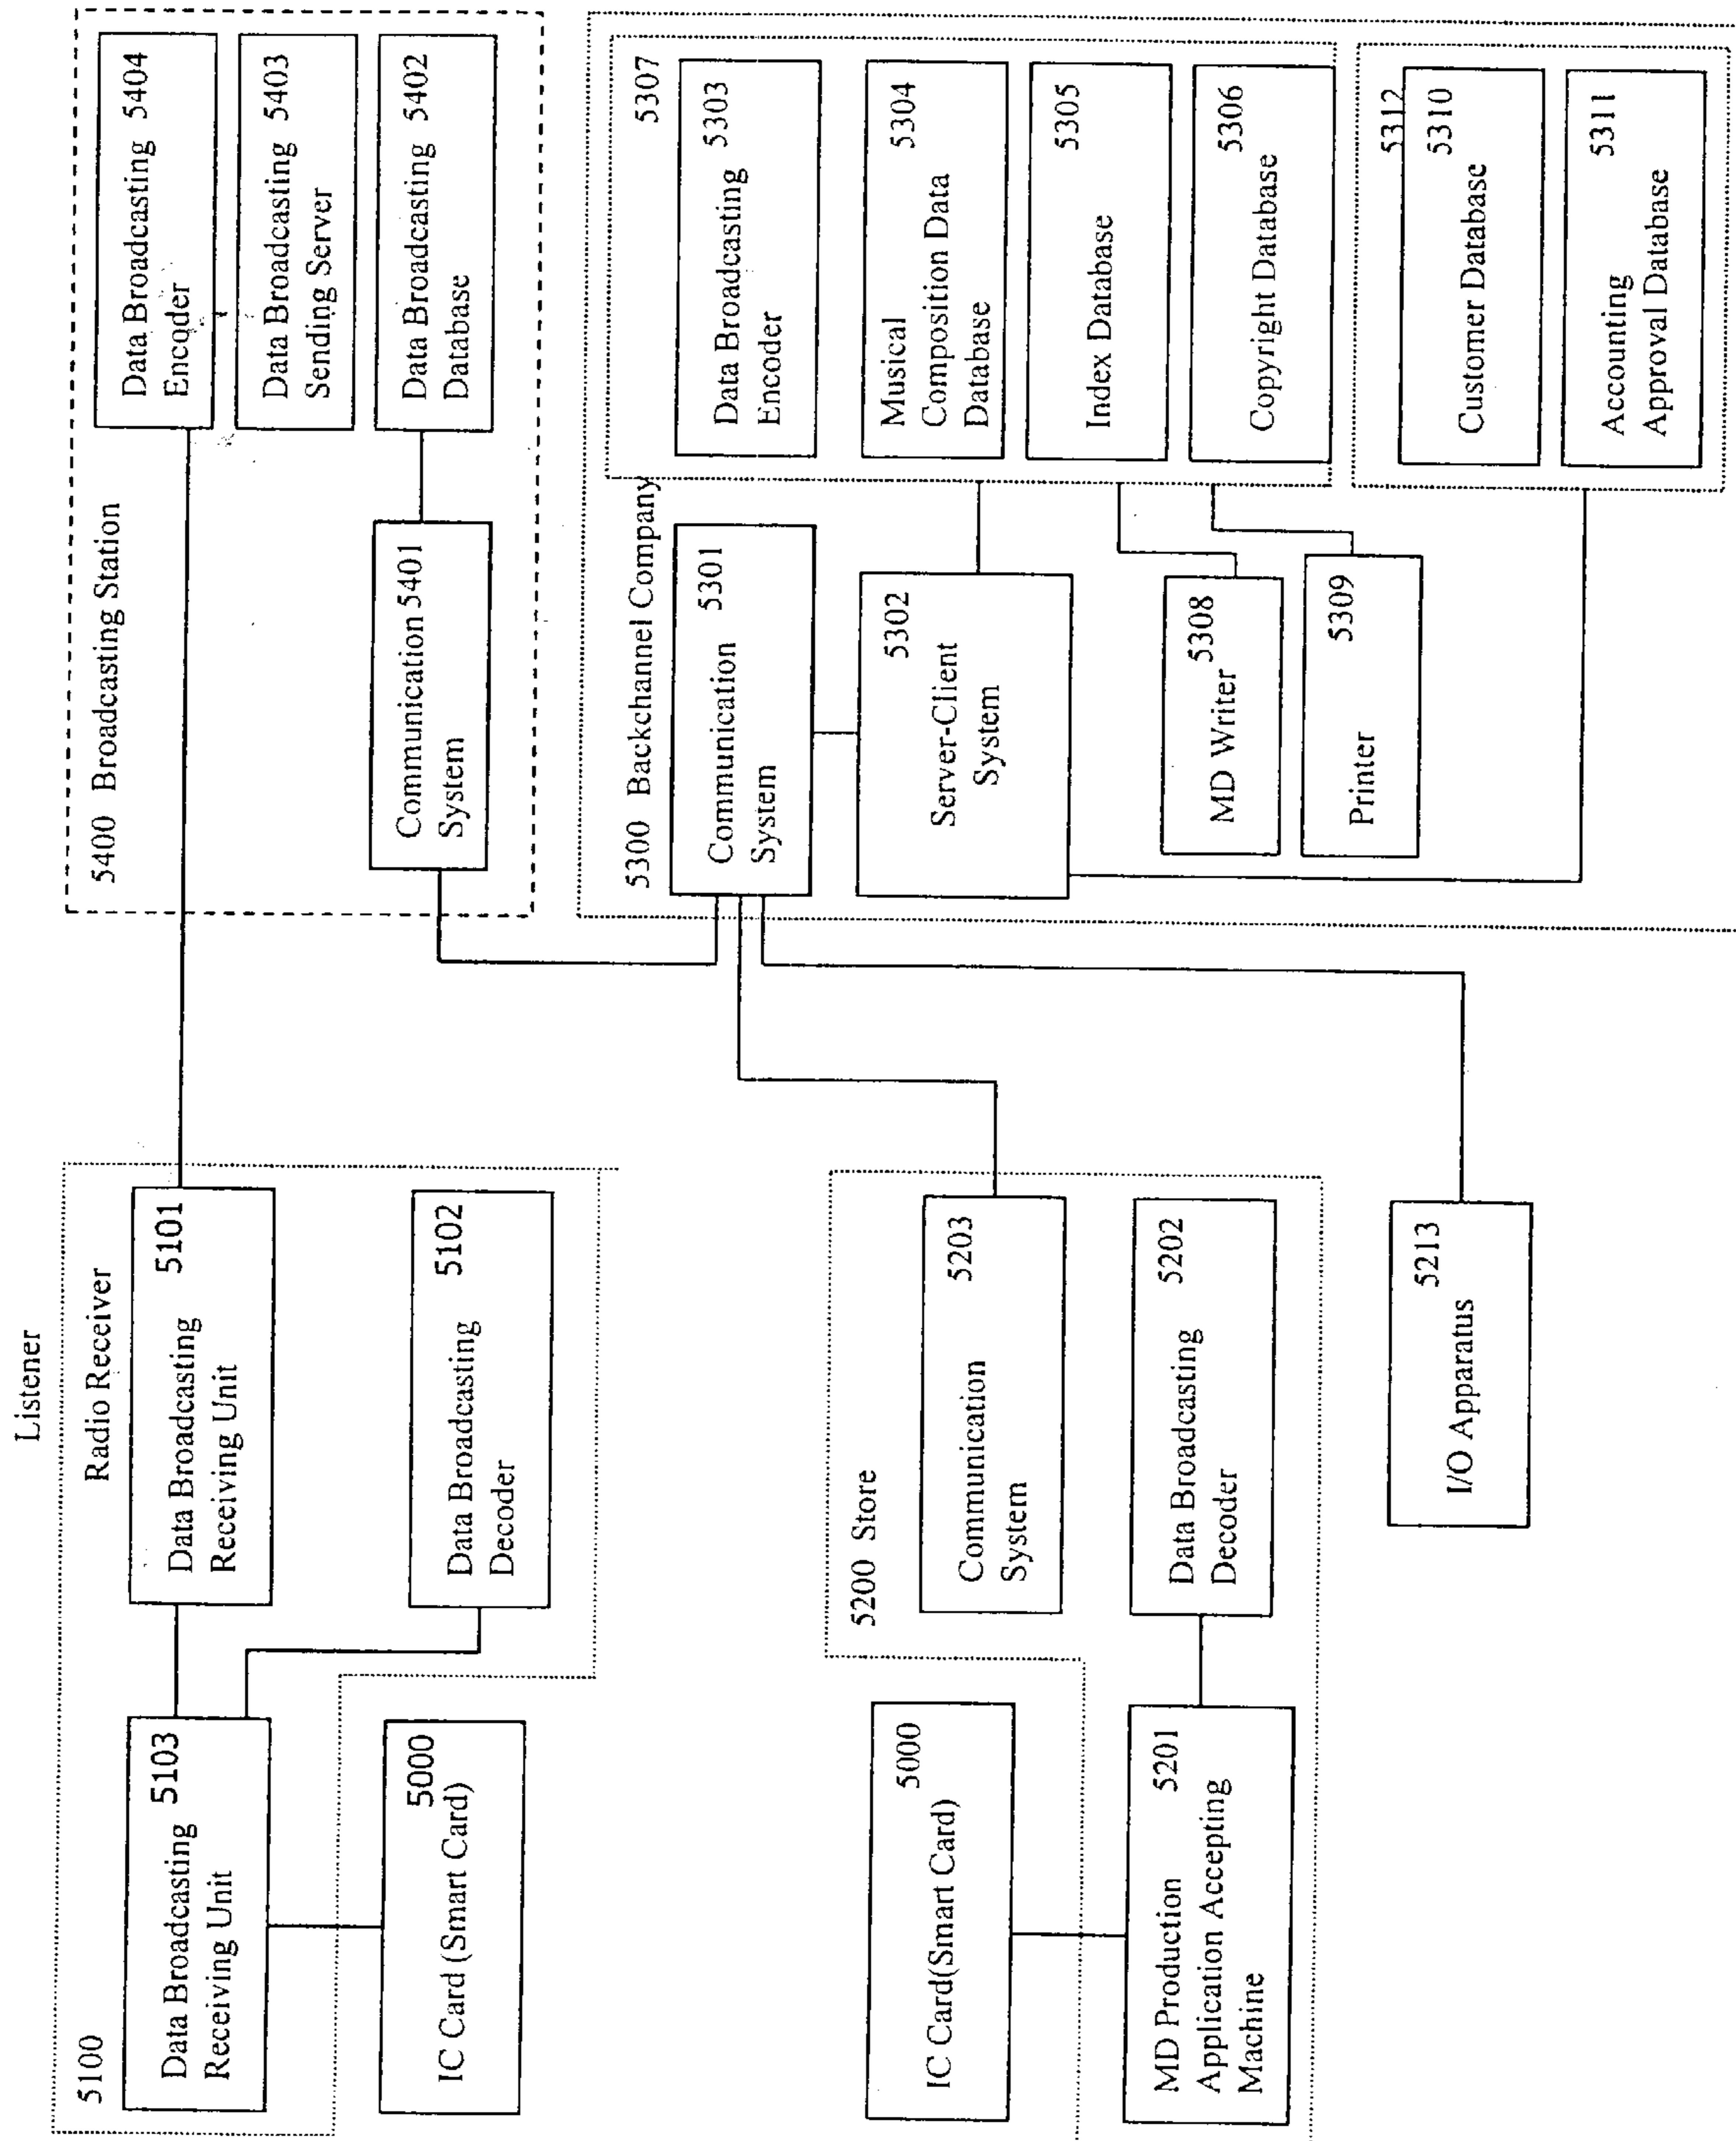 Listener
5100
Radio Receiver
Data Broadcasting 5103
Receiving Unit
Data Broadcasting 5101
Receiving Unit
Data Broadcasting 5102
Decoder
5000
IC Card (Smart Card)
5400 Broadcasting Station
Data Broadcasting 5404
Encoder
Data Broadcasting 5403
Sending Server
Data Broadcasting 5402
Database
Communication 5401
System
5200 Store
5000
IC Card(Smart Card)
Communication 5203
System
MD Production 5201
Application Accepting
Machine
Data Broadcasting 5202
Decoder
5213
I/O Apparatus
5300 Backchannel Company
Communication 5301
System
5302
Server-Client
System
MD Writer 5308
Printer 5309
5307
Data Broadcasting 5303
Encoder
Musical 5304
Composition Data
Database
5305
Index Database
5306
Copyright Database
5312
5310
Customer Database
Accounting 5311
Approval Database